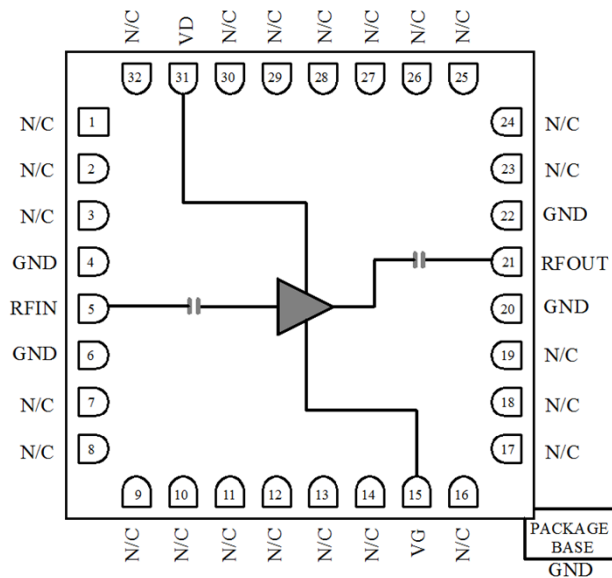 N/C VD N/C N/C N/C N/C N/C N/C
32 31 30 29 28 27 26 25
N/C 1 24 N/C
N/C 2 23 N/C
N/C 3 22 GND
GND 4 21 RFOUT
RFIN 5 20 GND
GND 6 19 N/C
N/C 7 18 N/C
N/C 8 17 N/C
9 10 11 12 13 14 15 16
N/C N/C N/C N/C N/C N/C VG N/C
PACKAGE
BASE
GND